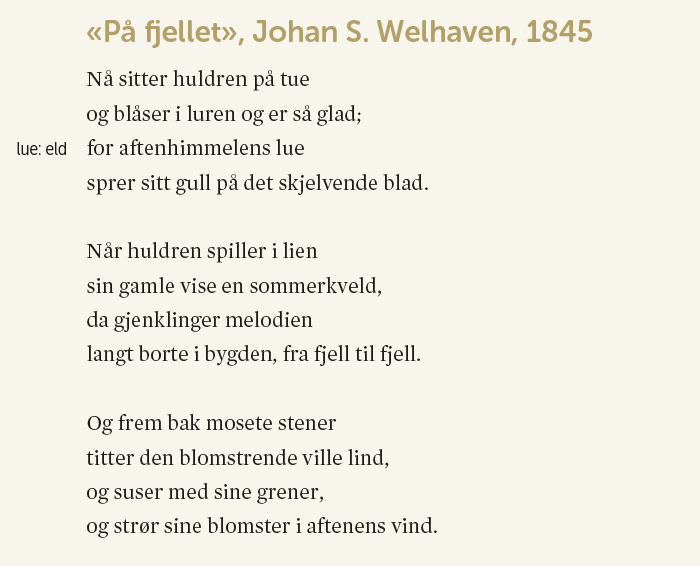 «På fjellet», Johan S. Welhaven, 1845
Nå sitter huldren på tue
og blåser i luren og er så glad;
lue: eld
for aftenhimmelens lue
sprer sitt gull på det skjelvende blad.
Når huldren spiller i lien
sin gamle vise en sommerkveld,
da gjenklinger melodien
langt borte i bygden, fra fjell til fjell.
Og frem bak mosete stener
titter den blomstrende ville lind,
og suser med sine grener,
og strør sine blomster i aftenens vind.